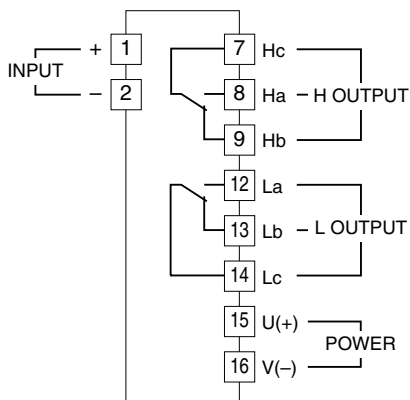 + 1 7 Hc
INPUT
– 2 8 Ha H OUTPUT
9 Hb
12 La
13 Lb L OUTPUT
14 Lc
15 U(+)
POWER
16 V(–)